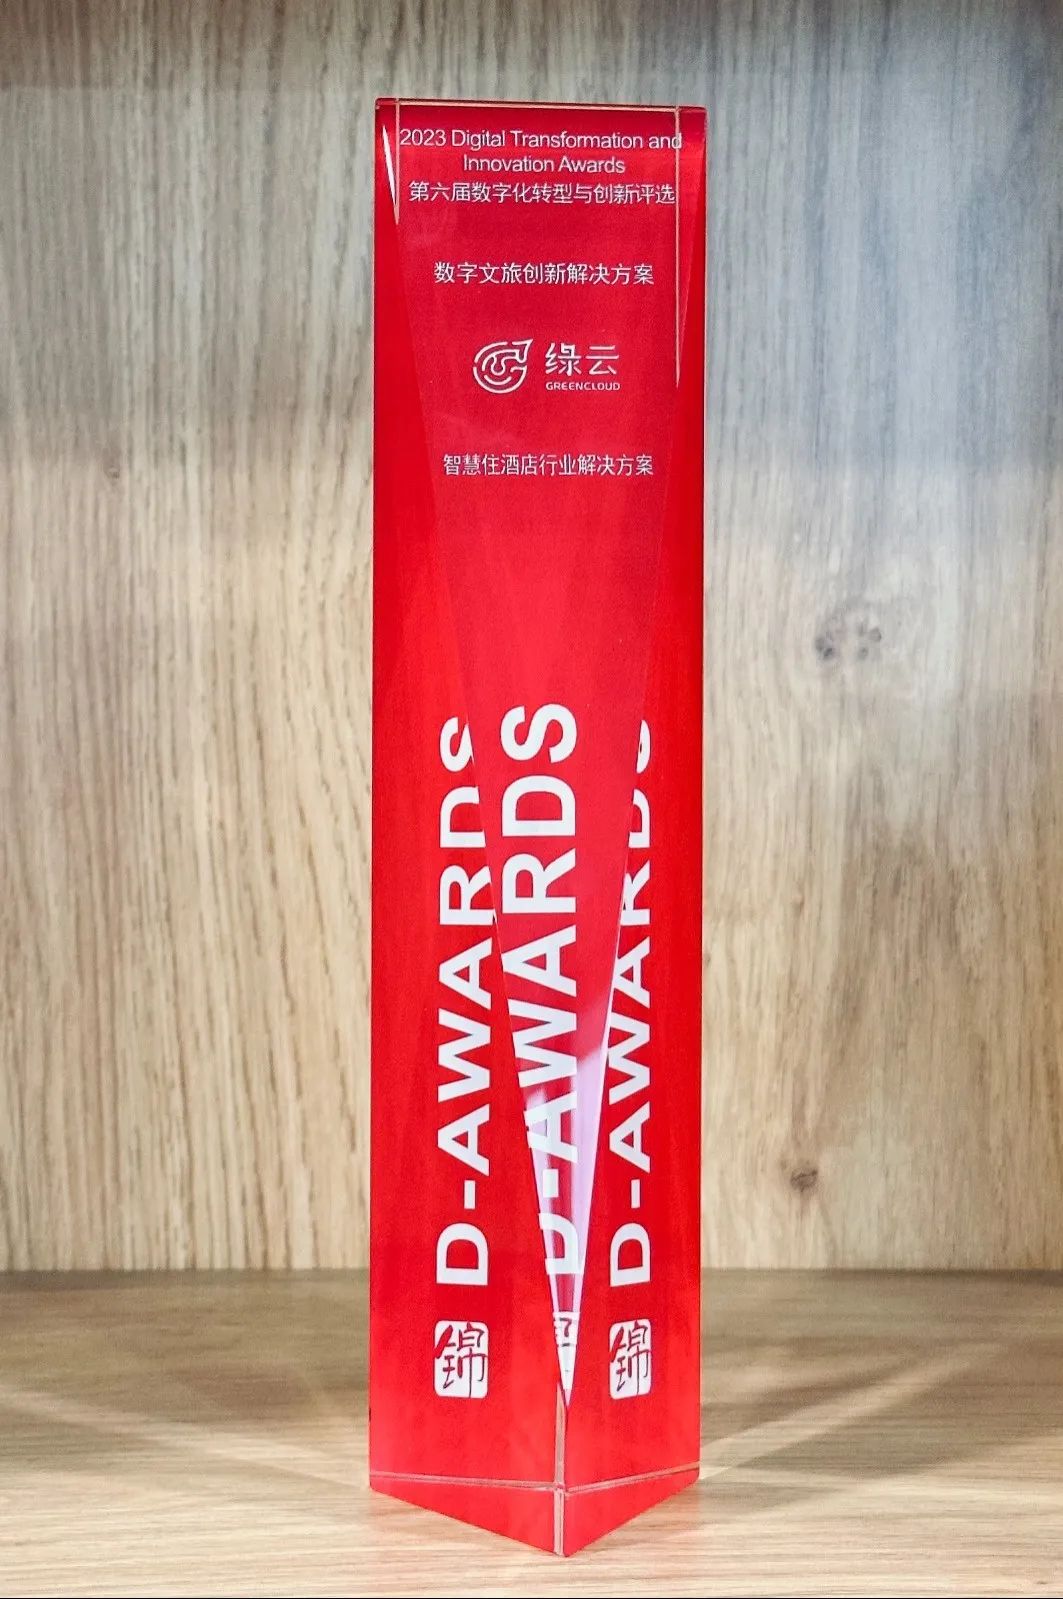 2023 Digital Transformation and
Innovation Awards
第六届数字化转型与创新评选
数字文旅创新解决方案
绿云
GREENCLOUD
智慧住酒店行业解决方案
D-AWARDS
D-AWARDS
D-AWARDS
锦
锦